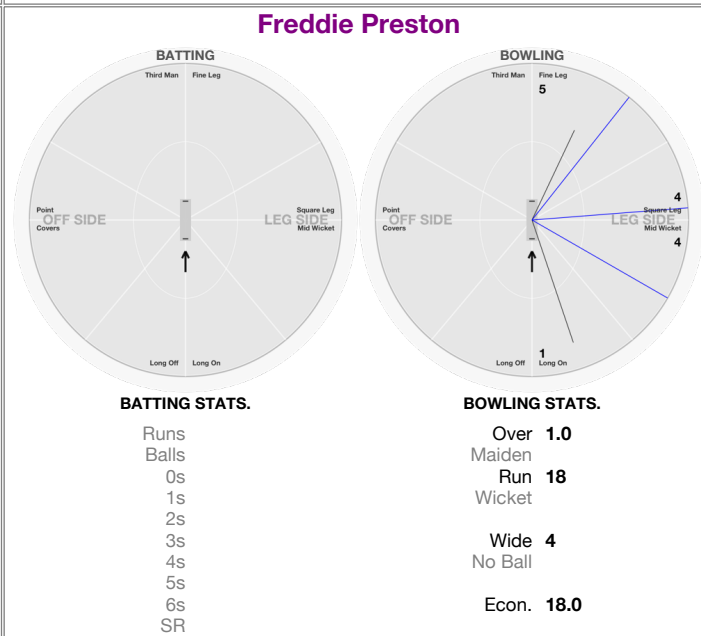 Freddie Preston
BATTING
Third Man Fine Leg
Point
OFF SIDE
Covers
Square Leg
LEG SIDE
Mid Wicket
Long Off Long On
BATTING STATS.
Runs
Balls
0s
1s
2s
3s
4s
5s
6s
SR
BOWLING
Third Man Fine Leg
5
4
Point
OFF SIDE
Covers
Square Leg
LEG SIDE
Mid Wicket
4
1
Long Off Long On
BOWLING STATS.
Over 1.0
Maiden
Run 18
Wicket
Wide 4
No Ball
Econ. 18.0